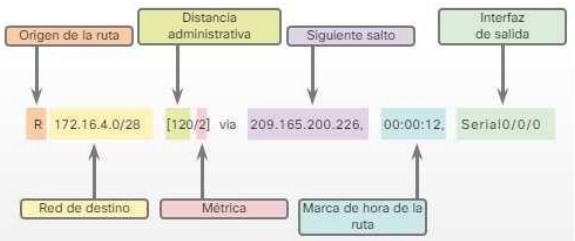 Origen de la ruta
Distancia
administrativa
Siguiente salto
Interfaz
de salida
R 172.16.4.0/28 [120/2] via 209.165.200.226, 00:00:12, Serial0/0/0
Red de destino
Métrica
Marca de hora de la
ruta